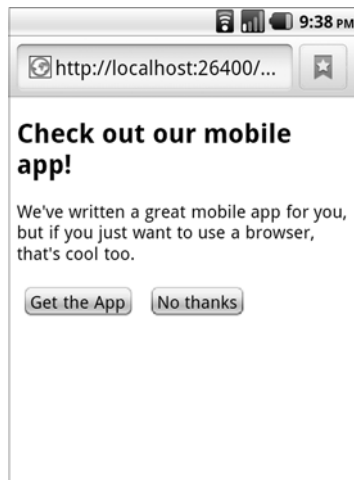 9:38 PM
http://localhost:26400/...
Check out our mobile
app!
We've written a great mobile app for you,
but if you just want to use a browser,
that's cool too.
Get the App No thanks